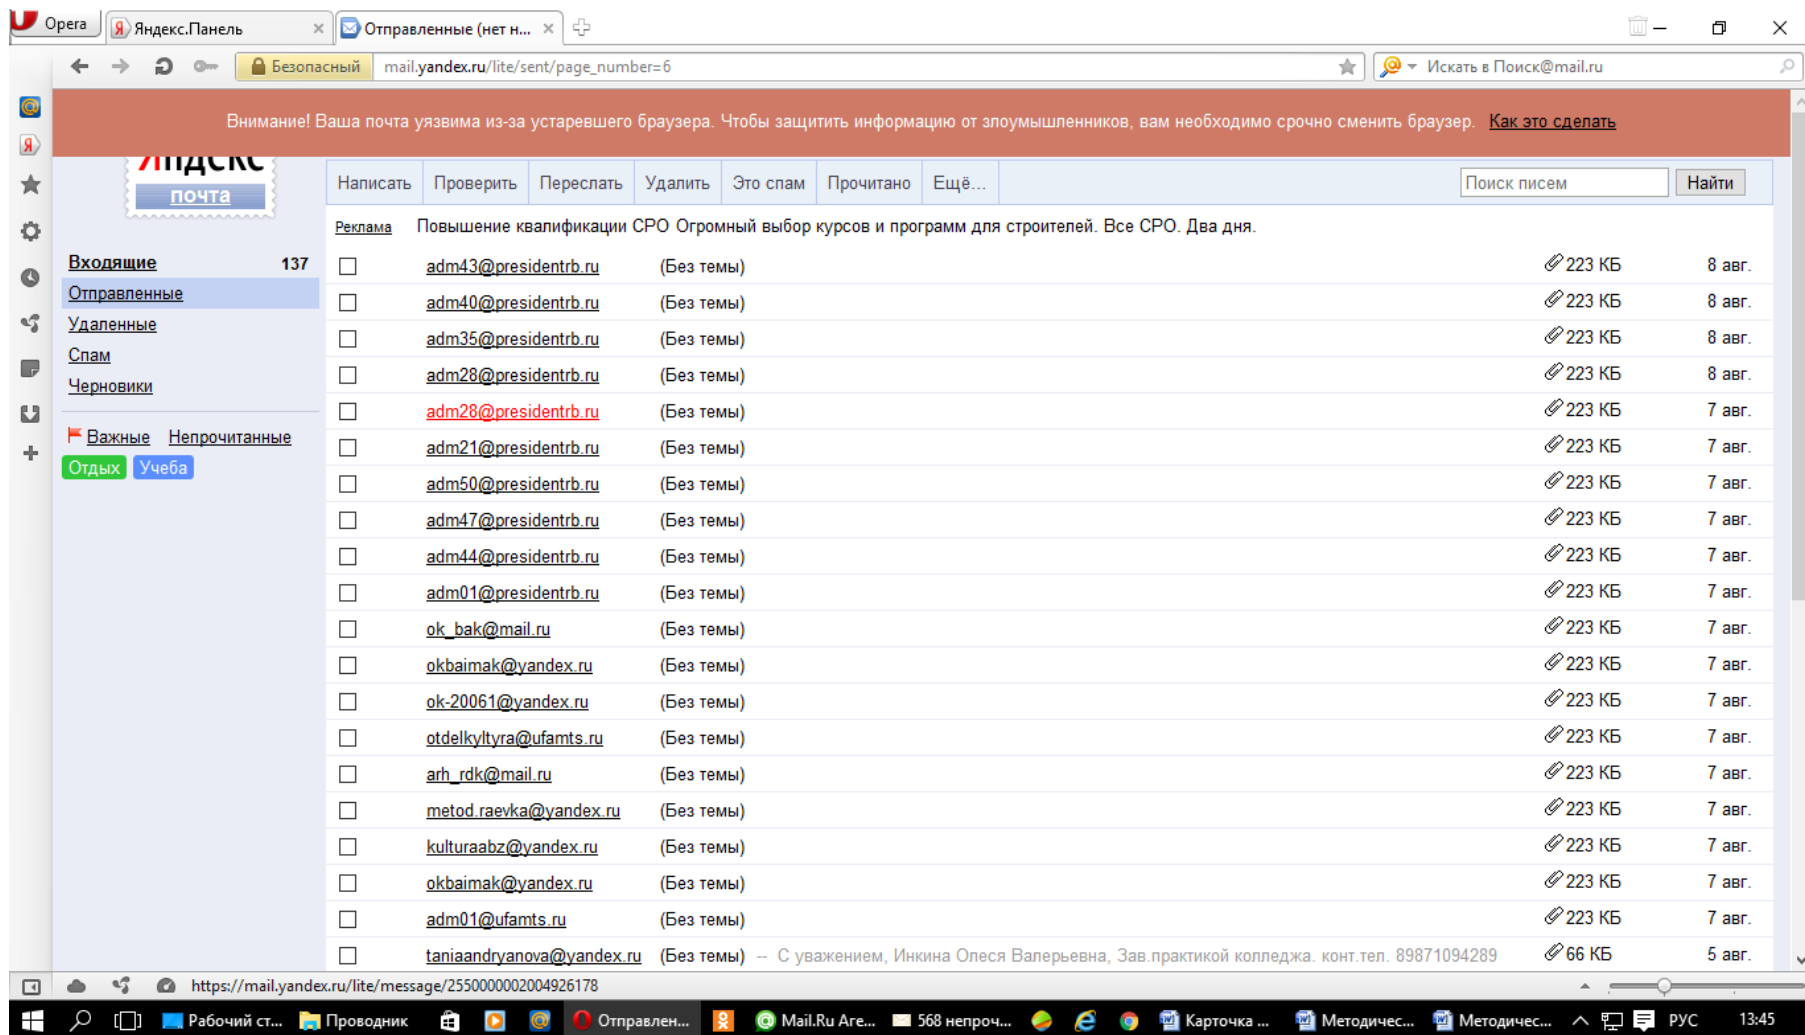 Opera Яндекс.Панель Отправленные (нет н...
Безопасный mail.yandex.ru/lite/sent/page_number=6 Искать в Поиск@mail.ru
Внимание! Ваша почта уязвима из-за устаревшего браузера. Чтобы защитить информацию от злоумышленников, вам необходимо срочно сменить браузер. Как это сделать
Яндекс
почта
Написать Проверить Переслать Удалить Это спам Прочитано Ещё... Поиск писем Найти
Реклама Повышение квалификации СРО Огромный выбор курсов и программ для строителей. Все СРО. Два дня.
Входящие 137
Отправленные
Удаленные
Спам
Черновики
Важные Непрочитанные
Отдых Учеба
adm43@presidentrb.ru (Без темы) 223 КБ 8 авг.
adm40@presidentrb.ru (Без темы) 223 КБ 8 авг.
adm35@presidentrb.ru (Без темы) 223 КБ 8 авг.
adm28@presidentrb.ru (Без темы) 223 КБ 8 авг.
adm28@presidentrb.ru (Без темы) 223 КБ 7 авг.
adm21@presidentrb.ru (Без темы) 223 КБ 7 авг.
adm50@presidentrb.ru (Без темы) 223 КБ 7 авг.
adm47@presidentrb.ru (Без темы) 223 КБ 7 авг.
adm44@presidentrb.ru (Без темы) 223 КБ 7 авг.
adm01@presidentrb.ru (Без темы) 223 КБ 7 авг.
ok_bak@mail.ru (Без темы) 223 КБ 7 авг.
okbaimak@yandex.ru (Без темы) 223 КБ 7 авг.
ok-20061@yandex.ru (Без темы) 223 КБ 7 авг.
otdelkyltyra@ufamts.ru (Без темы) 223 КБ 7 авг.
arh_rdk@mail.ru (Без темы) 223 КБ 7 авг.
metod.raevka@yandex.ru (Без темы) 223 КБ 7 авг.
kulturaabz@yandex.ru (Без темы) 223 КБ 7 авг.
okbaimak@yandex.ru (Без темы) 223 КБ 7 авг.
adm01@ufamts.ru (Без темы) 223 КБ 7 авг.
taniaandryanova@yandex.ru (Без темы) -- С уважением, Инкина Олеся Валерьевна, Зав.практикой колледжа. конт.тел. 89871094289 66 КБ 5 авг.
https://mail.yandex.ru/lite/message/2550000002004926178
Рабочий ст... Проводник Отправлен... Mail.Ru Аге... 568 непроч... Карточка ... Методичес... Методичес... РУС 13:45